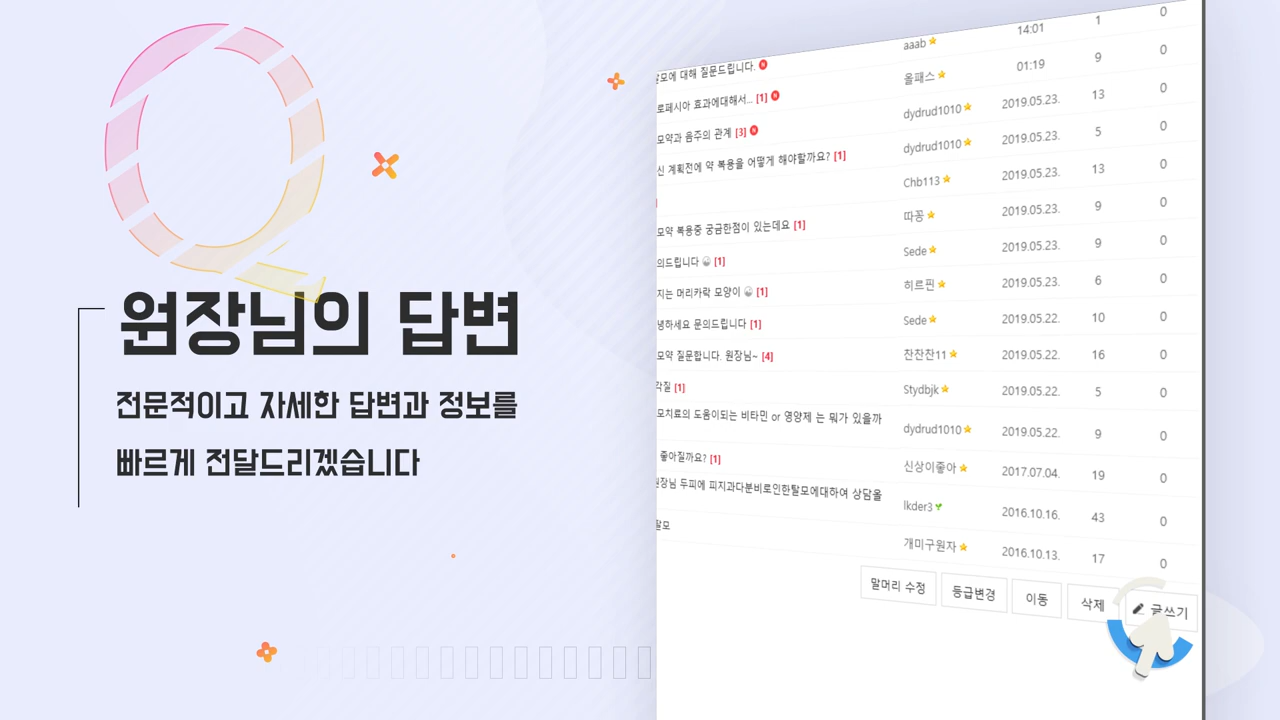 Q
원장님의 답변
전문적이고 자세한 답변과 정보를
빠르게 전달드리겠습니다
aaab 14:01 1 0
탈모에 대해 질문드립니다. 올패스 01:19 9 0
로페시아 효과에대해서... [1] dydrud1010 2019.05.23. 13 0
모약과 음주의 관계 [3] dydrud1010 2019.05.23. 5 0
신 계획전에 약 복용을 어떻게 해야할까요? [1] Chb113 2019.05.23. 13 0
따꽁 2019.05.23. 9 0
모약 복용중 궁금한점이 있는데요 [1] Sede 2019.05.23. 9 0
의드립니다 [1] 히르핀 2019.05.23. 6 0
지는 머리카락 모양이 [1] Sede 2019.05.22. 10 0
녕하세요 문의드립니다 [1] 찬찬찬11 2019.05.22. 16 0
모약 질문합니다. 원장님~ [4] Stydbjk 2019.05.22. 5 0
각질 [1]
모치료의 도움이되는 비타민 or 영양제 는 뭐가 있을까 dydrud1010 2019.05.22. 9 0
좋아질까요? [1] 신상이좋아 2017.07.04. 19 0
원장님 두피에 피지과다분비로인한탈모에대하여 상담올 lkder3 2016.10.16. 43 0
탈모 개미구원자 2016.10.13. 17 0
말머리 수정 등급변경 이동 삭제 글쓰기